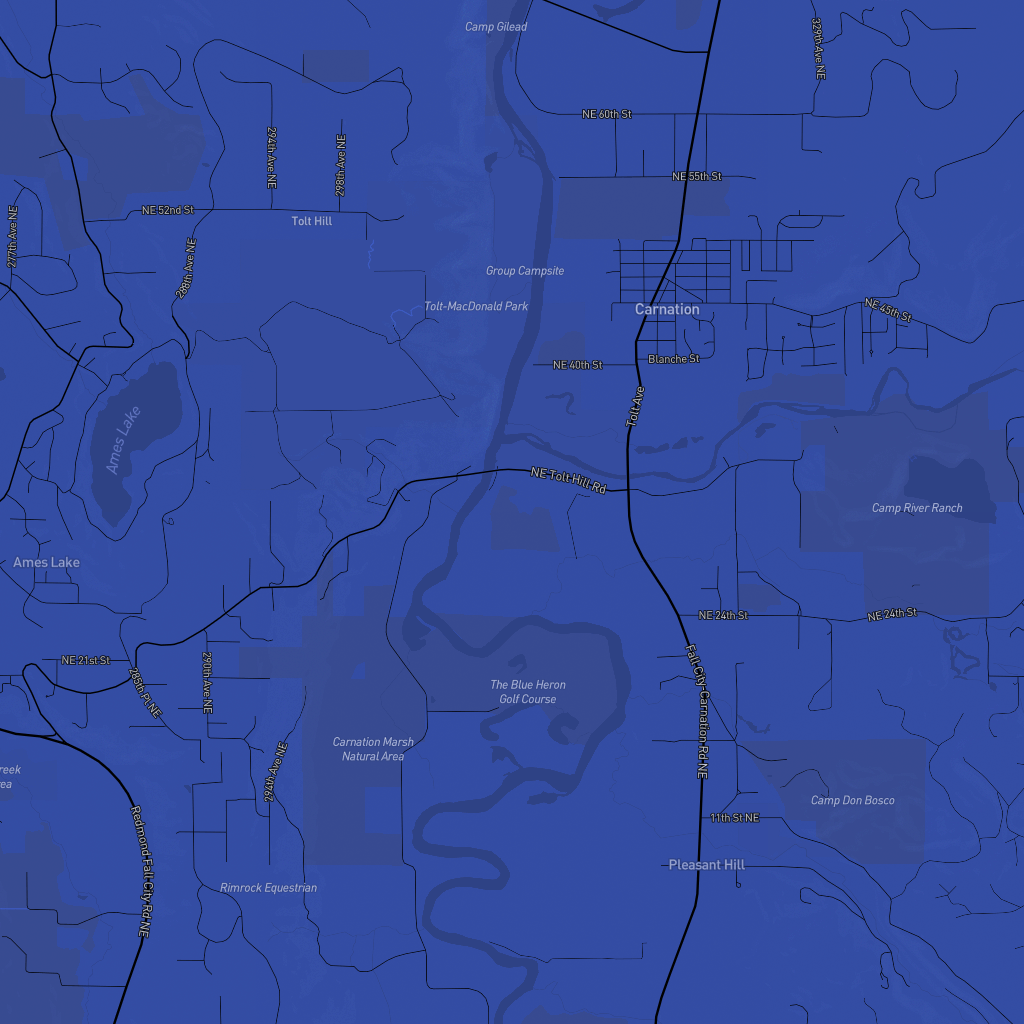 Camp Gilead
329th Ave NE
NE 60th St
294th Ave NE
298th Ave NE
NE 55th St
NE 52nd St
Tolt Hill
277th Ave NE
288th Ave NE
Group Campsite
Tolt-MacDonald Park
Carnation
NE 45th St
Blanche St
NE 40th St
Tolt Ave
Ames Lake
NE Tolt Hill Rd
Camp River Ranch
Ames Lake
NE 24th St
NE 24th St
NE 21st St
285th Pl NE
290th Ave NE
The Blue Heron
Golf Course
Fall City-Carnation Rd NE
Carnation Marsh
Natural Area
294th Ave NE
reek
ea
Camp Don Bosco
11th St NE
Redmond Fall City Rd NE
Pleasant Hill
Rimrock Equestrian